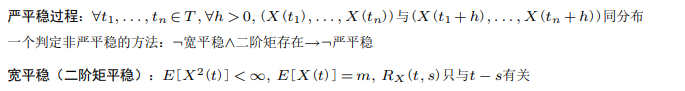 严平稳过程：∀t₁, . . . , tₙ ∈ T, ∀h > 0, (X(t₁), . . . , X(tₙ))与(X(t₁ + h), . . . , X(tₙ + h))同分布
一个判定非严平稳的方法：¬宽平稳∧二阶矩存在→¬严平稳
宽平稳（二阶矩平稳）：E[X²(t)] < ∞, E[X(t)] = m, R_X(t, s)只与t − s有关